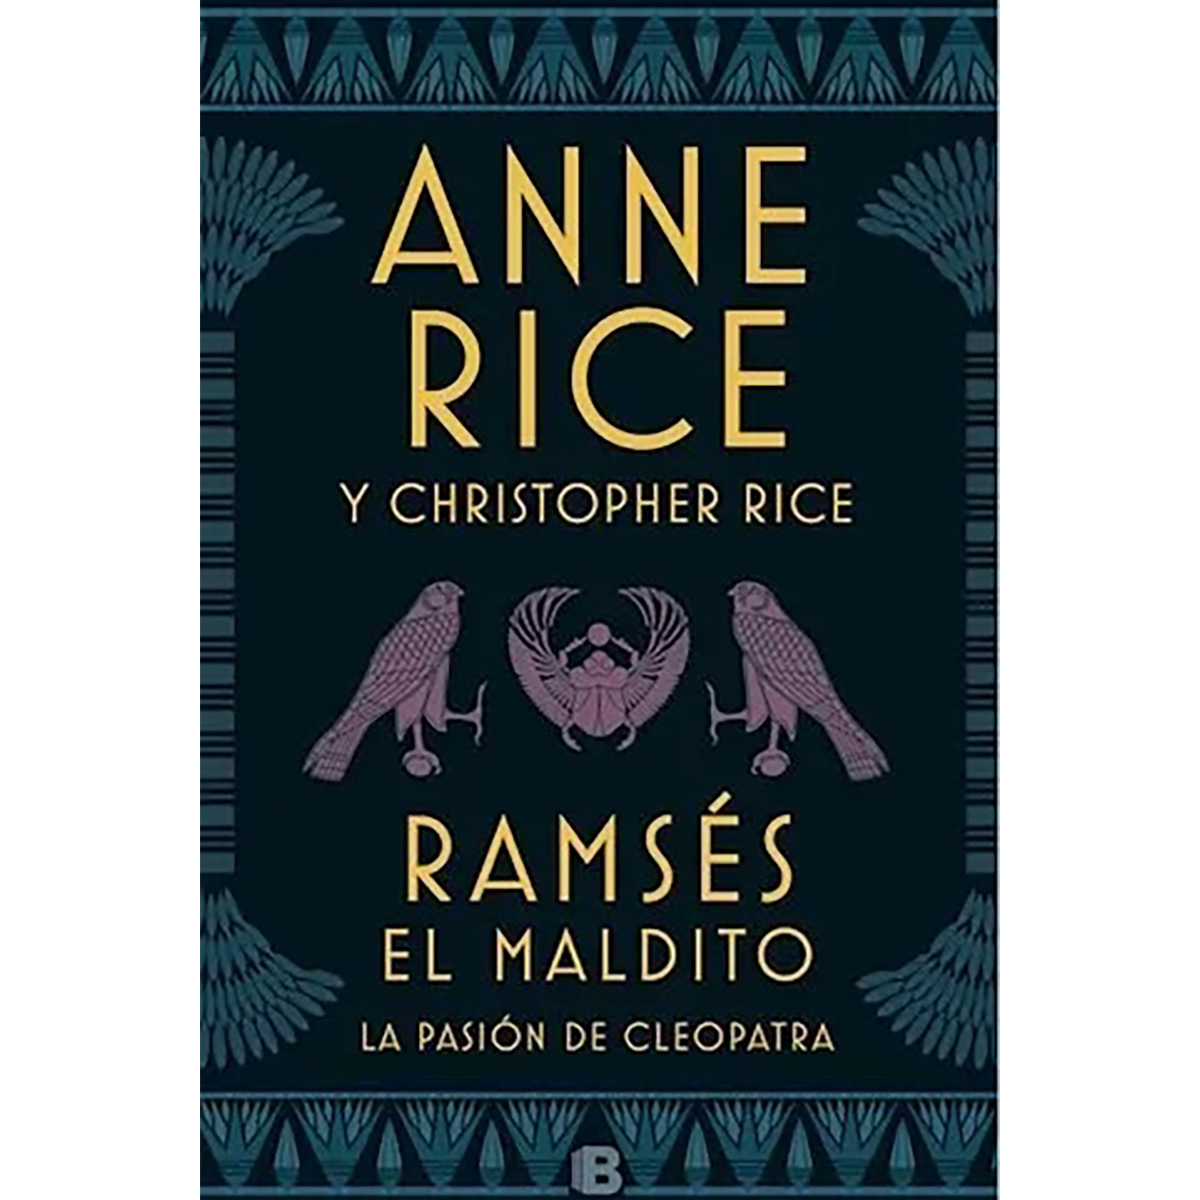 ANNE
RICE
Y CHRISTOPHER RICE
RAMSÉS
EL MALDITO
LA PASIÓN DE CLEOPATRA
B